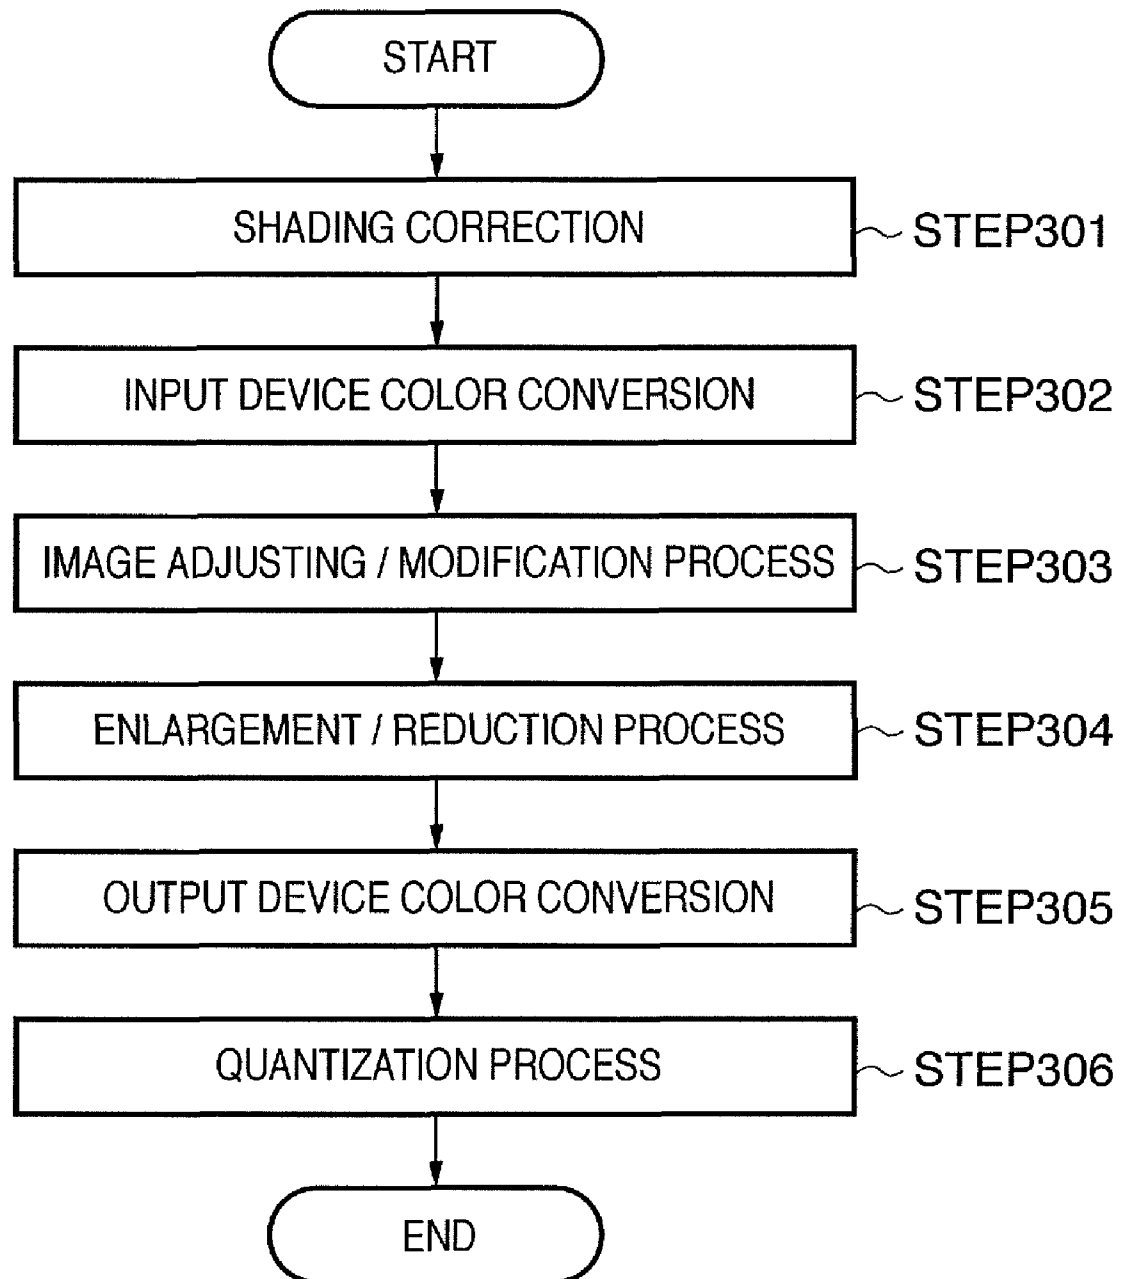 START
SHADING CORRECTION
STEP301
INPUT DEVICE COLOR CONVERSION
STEP302
IMAGE ADJUSTING / MODIFICATION PROCESS
STEP303
ENLARGEMENT / REDUCTION PROCESS
STEP304
OUTPUT DEVICE COLOR CONVERSION
STEP305
QUANTIZATION PROCESS
STEP306
END